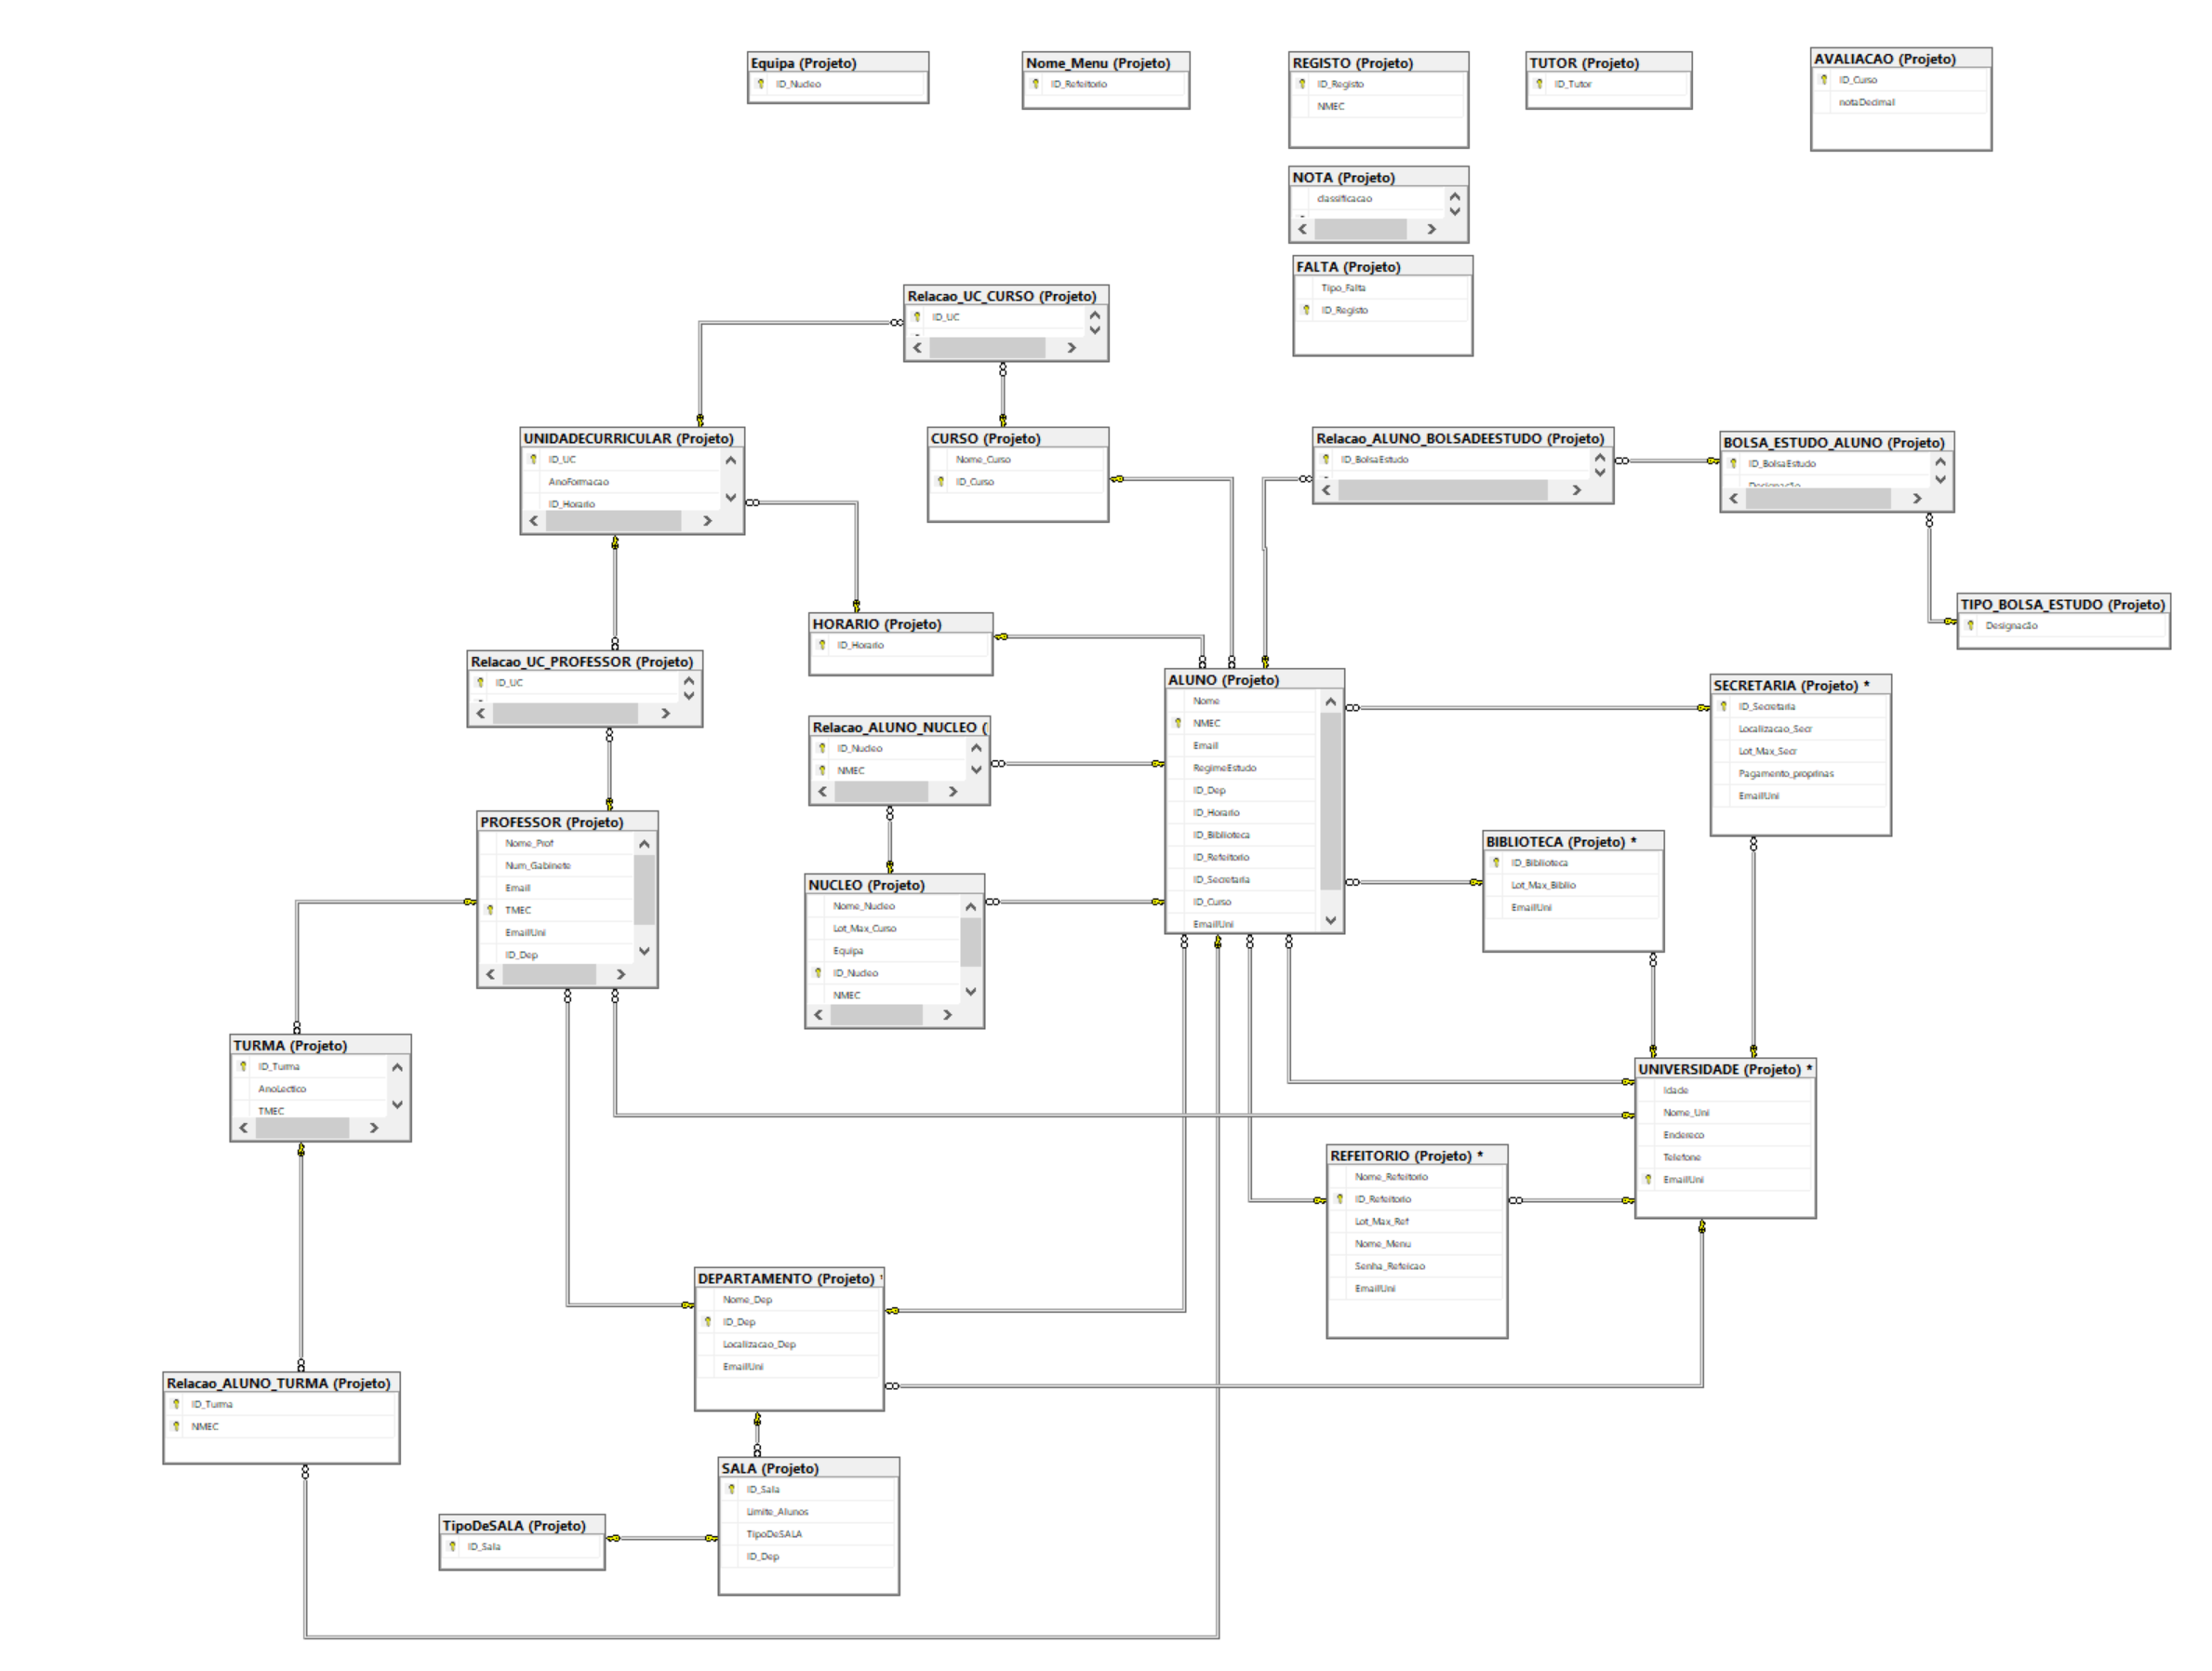 Equipa (Projeto)
ID_Nucleo
Nome_Menu (Projeto)
ID_Refeitorio
REGISTO (Projeto)
ID_Registo
NMEC
TUTOR (Projeto)
ID_Tutor
AVALIACAO (Projeto)
ID_Curso
notaDecimal
NOTA (Projeto)
classificacao
FALTA (Projeto)
Tipo_Falta
ID_Registo
Relacao_UC_CURSO (Projeto)
ID_UC
UNIDADECURRICULAR (Projeto)
ID_UC
AnoFormacao
ID_Horario
CURSO (Projeto)
Nome_Curso
ID_Curso
Relacao_ALUNO_BOLSADEESTUDO (Projeto)
ID_BolsaEstudo
BOLSA_ESTUDO_ALUNO (Projeto)
ID_BolsaEstudo
Designação
TIPO_BOLSA_ESTUDO (Projeto)
Designacão
HORARIO (Projeto)
ID_Horario
Relacao_UC_PROFESSOR (Projeto)
ID_UC
ALUNO (Projeto)
Nome
NMEC
Email
RegimeEstudo
ID_Dep
ID_Horario
ID_Biblioteca
ID_Refeitorio
ID_Secretaria
ID_Curso
EmailUni
SECRETARIA (Projeto) *
ID_Secretaria
Localizacao_Secr
Lot_Max_Secr
Pagamento_proprinas
EmailUni
Relacao_ALUNO_NUCLEO (
ID_Nucleo
NMEC
PROFESSOR (Projeto)
Nome_Prof
Num_Gabinete
Email
TMEC
EmailUni
ID_Dep
NUCLEO (Projeto)
Nome_Nucleo
Lot_Max_Curso
Equipa
ID_Nucleo
NMEC
BIBLIOTECA (Projeto) *
ID_Biblioteca
Lot_Max_Biblio
EmailUni
TURMA (Projeto)
ID_Turma
AnoLectico
TMEC
UNIVERSIDADE (Projeto) *
Idade
Nome_Uni
Endereco
Telefone
EmailUni
REFEITORIO (Projeto) *
Nome_Refeitorio
ID_Refeitorio
Lot_Max_Ref
Nome_Menu
Senha_Refeicao
EmailUni
DEPARTAMENTO (Projeto)
Nome_Dep
ID_Dep
Localizacao_Dep
EmailUni
Relacao_ALUNO_TURMA (Projeto)
ID_Turma
NMEC
SALA (Projeto)
ID_Sala
Limite_Alunos
TipoDeSALA
ID_Dep
TipoDeSALA (Projeto)
ID_Sala